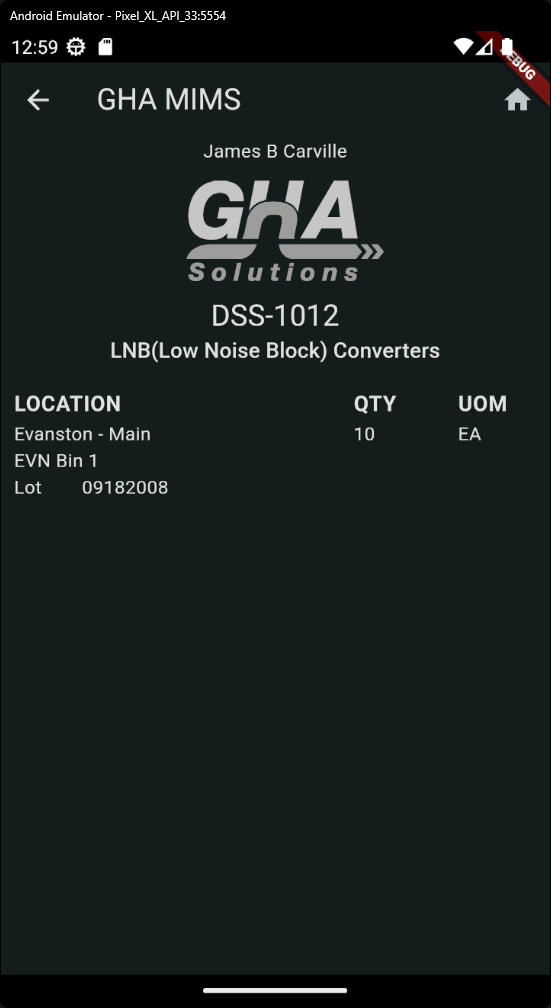 Android Emulator - Pixel_XL_API_33:5554
12:59
DEBUG
GHA MIMS
James B Carville
GHA
Solutions
DSS-1012
LNB(Low Noise Block) Converters
LOCATION QTY UOM
Evanston - Main 10 EA
EVN Bin 1
Lot 09182008